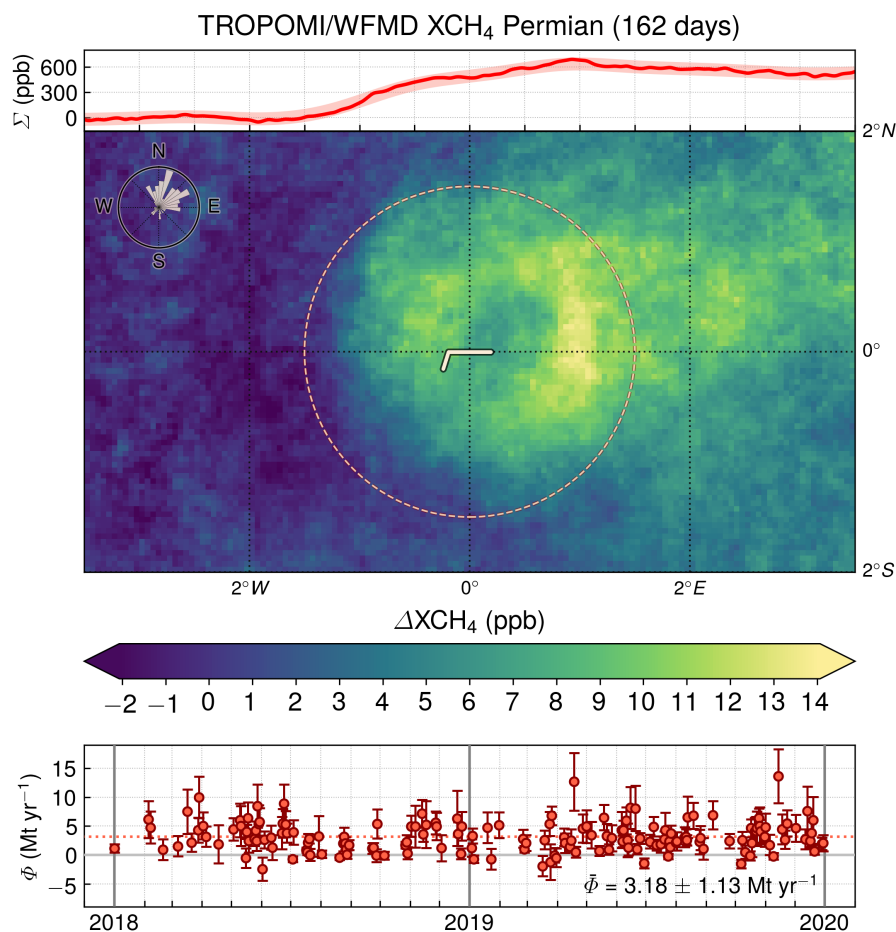 TROPOMI/WFMD XCH₄ Permian (162 days)
Σ (ppb)
600
300
0
2°N
N
W E
S
0°
2°S
2°W 0° 2°E
ΔXCH₄ (ppb)
−2 −1 0 1 2 3 4 5 6 7 8 9 10 11 12 13 14
Φ (Mt yr⁻¹)
15
10
5
0
−5
Φ̄ = 3.18 ± 1.13 Mt yr⁻¹
2018 2019 2020